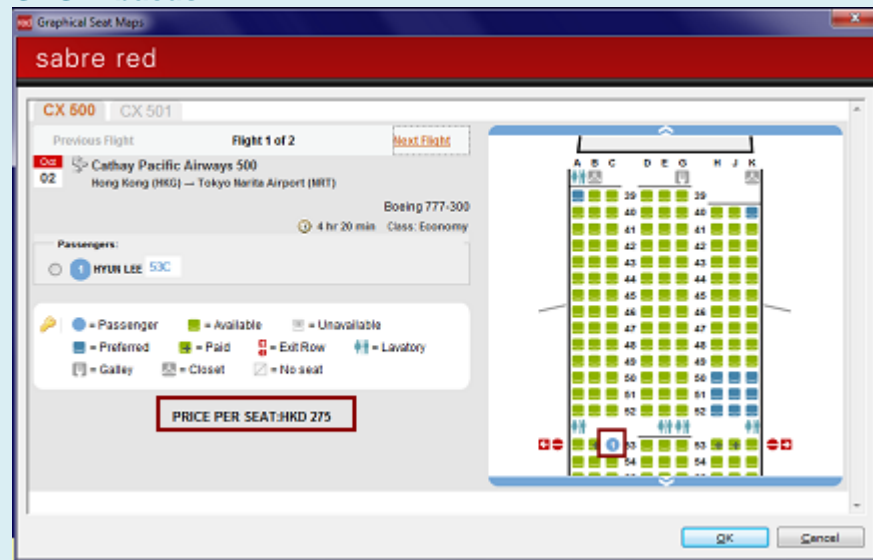 Graphical Seat Maps
sabre red
CX 500 CX 501
Previous Flight Flight 1 of 2 Next Flight
Oct
02
Cathay Pacific Airways 500
Hong Kong (HKG) — Tokyo Narita Airport (NRT)
Boeing 777-300
4 hr 20 min Class: Economy
Passengers:
1 HYUN LEE 53C
= Passenger = Available = Unavailable
= Preferred = Paid = Exit Row = Lavatory
= Galley = Closet = No seat
PRICE PER SEAT:HKD 275
A B C D E G H J K
39 39
40 40
41 41
42 42
43 43
44 44
45 45
46 46
47 47
48 48
49 49
50 50
51 51
52 52
1 53 53
54 54
OK Cancel